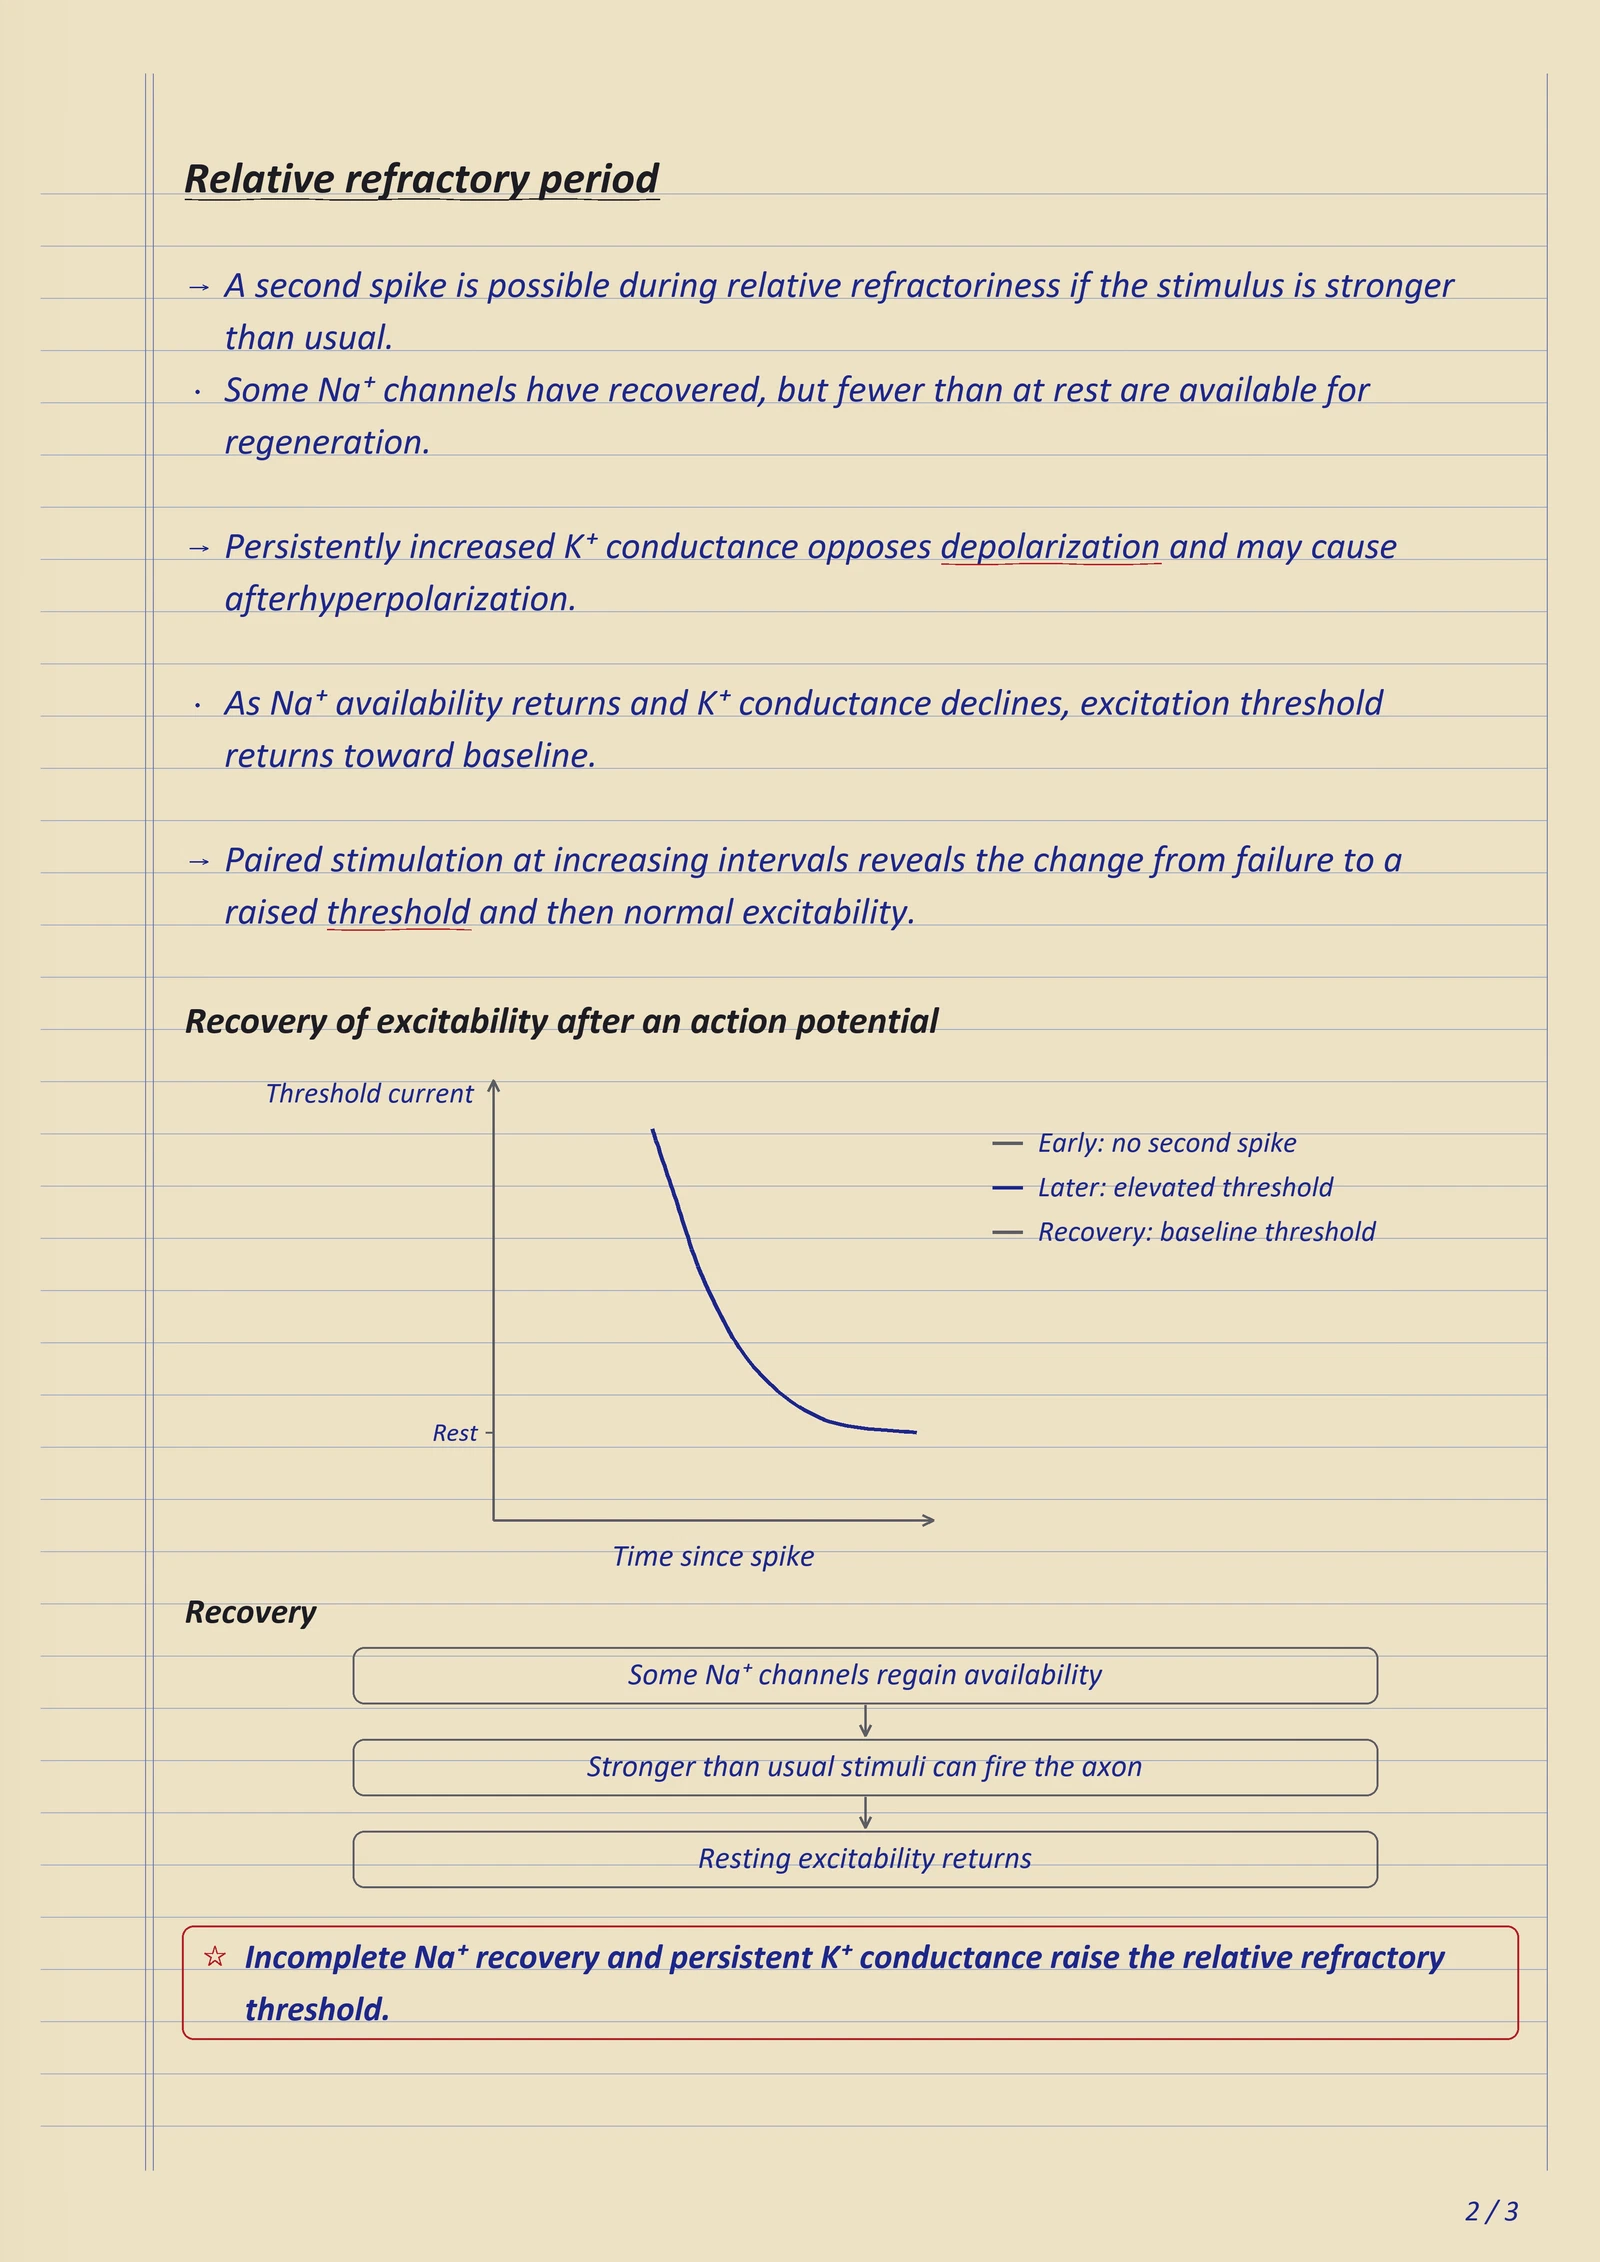 Relative refractory period
→ A second spike is possible during relative refractoriness if the stimulus is stronger
than usual.
· Some Na⁺ channels have recovered, but fewer than at rest are available for
regeneration.
→ Persistently increased K⁺ conductance opposes depolarization and may cause
afterhyperpolarization.
· As Na⁺ availability returns and K⁺ conductance declines, excitation threshold
returns toward baseline.
→ Paired stimulation at increasing intervals reveals the change from failure to a
raised threshold and then normal excitability.
Recovery of excitability after an action potential
Threshold current
Early: no second spike
Later: elevated threshold
Recovery: baseline threshold
Rest
Time since spike
Recovery
Some Na⁺ channels regain availability
Stronger than usual stimuli can fire the axon
Resting excitability returns
☆ Incomplete Na⁺ recovery and persistent K⁺ conductance raise the relative refractory
threshold.
2 / 3